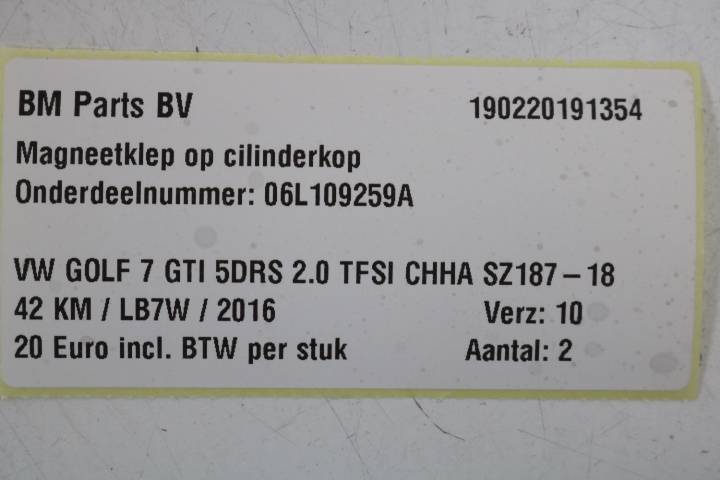 BM Parts BV 190220191354
Magneetklep op cilinderkop
Onderdeelnummer: 06L109259A
VW GOLF 7 GTI 5DRS 2.0 TFSI CHHA SZ187-18
42 KM / LB7W / 2016 Verz: 10
20 Euro incl. BTW per stuk Aantal: 2